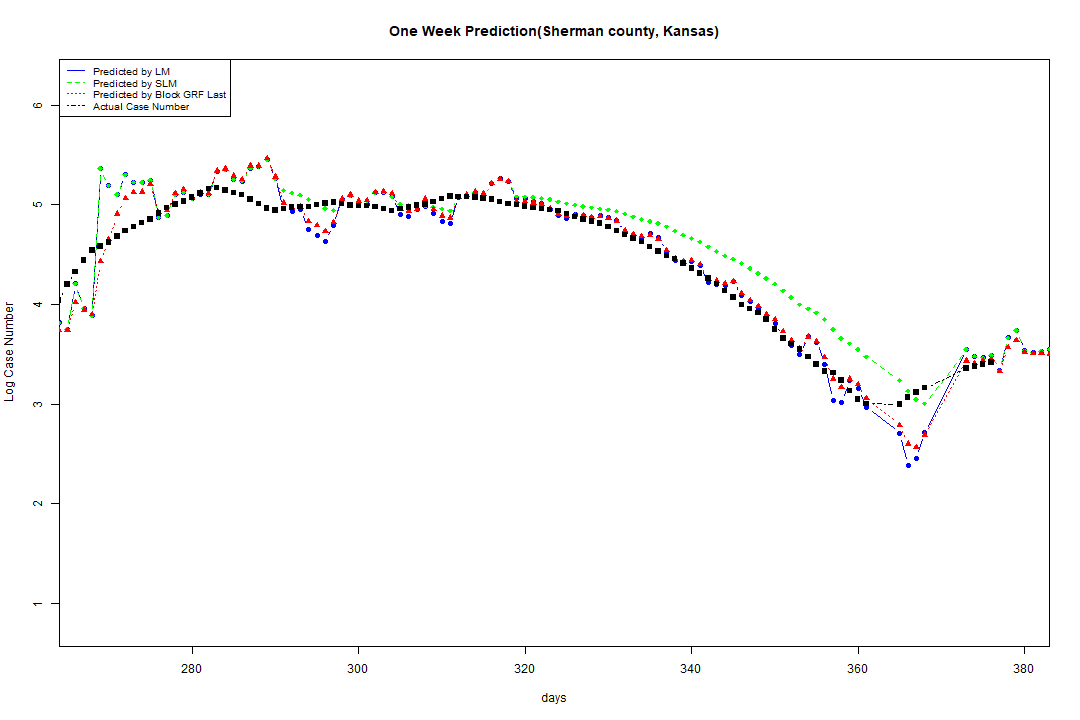 One Week Prediction(Sherman county, Kansas)
Predicted by LM
Predicted by SLM
Predicted by Block GRF Last
Actual Case Number
6
5
4
3
2
1
Log Case Number
280 300 320 340 360 380
days